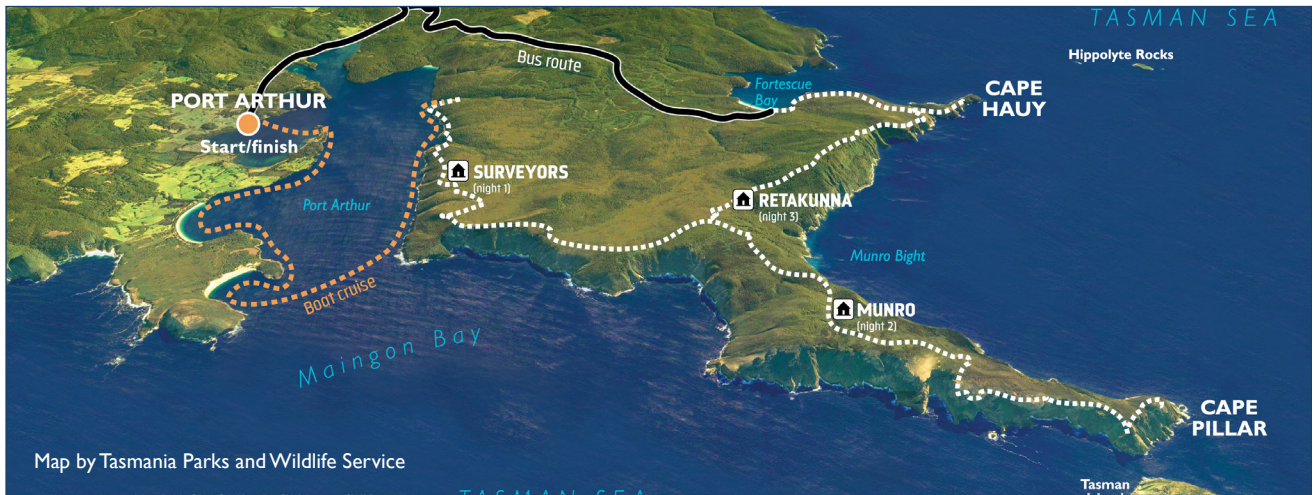 TASMAN SEA
Hippolyte Rocks
Bus route
Fortescue
Bay
CAPE
HAUY
PORT ARTHUR
Start/finish
SURVEYORS
(night 1)
RETAKUNNA
(night 3)
Port Arthur
Munro Bight
Boat cruise
MUNRO
(night 2)
Maingon Bay
CAPE
PILLAR
Map by Tasmania Parks and Wildlife Service
Tasman
TASMAN SEA